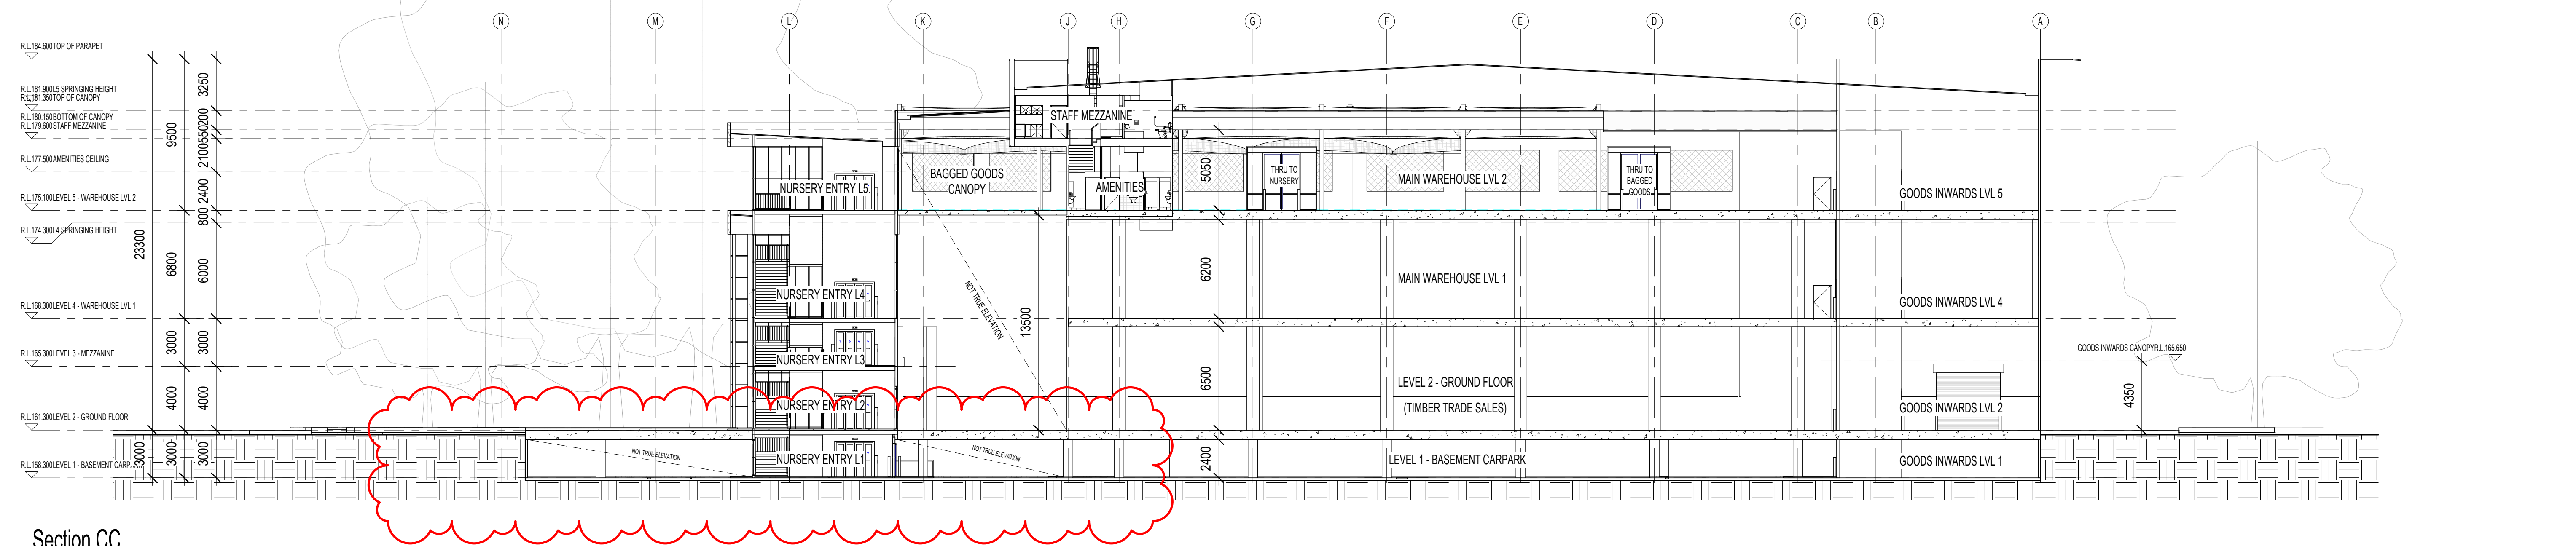 N M L K J H G F E D C B A
R.L.184.600 TOP OF PARAPET
R.L.181.900 L5 SPRINGING HEIGHT
R.L.181.350 TOP OF CANOPY
R.L.180.150 BOTTOM OF CANOPY
R.L.179.600 STAFF MEZZANINE
R.L.177.500 AMENITIES CEILING
R.L.175.100 LEVEL 5 - WAREHOUSE LVL 2
R.L.174.300 L4 SPRINGING HEIGHT
R.L.168.300 LEVEL 4 - WAREHOUSE LVL 1
R.L.165.300 LEVEL 3 - MEZZANINE
R.L.161.300 LEVEL 2 - GROUND FLOOR
R.L.158.300 LEVEL 1 - BASEMENT CARP
23300
3000
9500
6800
3000
4000
3000
3250
1200
550
2100
2400
800
6000
3000
4000
3000
STAFF MEZZANINE
NURSERY ENTRY L5
BAGGED GOODS
CANOPY
AMENITIES
5050
THRU TO
NURSERY
MAIN WAREHOUSE LVL 2
THRU TO
BAGGED
GOODS
GOODS INWARDS LVL 5
NURSERY ENTRY L4
NOT TRUE ELEVATION
13500
6200
MAIN WAREHOUSE LVL 1
GOODS INWARDS LVL 4
NURSERY ENTRY L3
GOODS INWARDS CANOPY R.L.165.650
NURSERY ENTRY L2
6500
LEVEL 2 - GROUND FLOOR
(TIMBER TRADE SALES)
GOODS INWARDS LVL 2
4350
NOT TRUE ELEVATION
NURSERY ENTRY L1
NOT TRUE ELEVATION
2400
LEVEL 1 - BASEMENT CARPARK
GOODS INWARDS LVL 1
Section CC